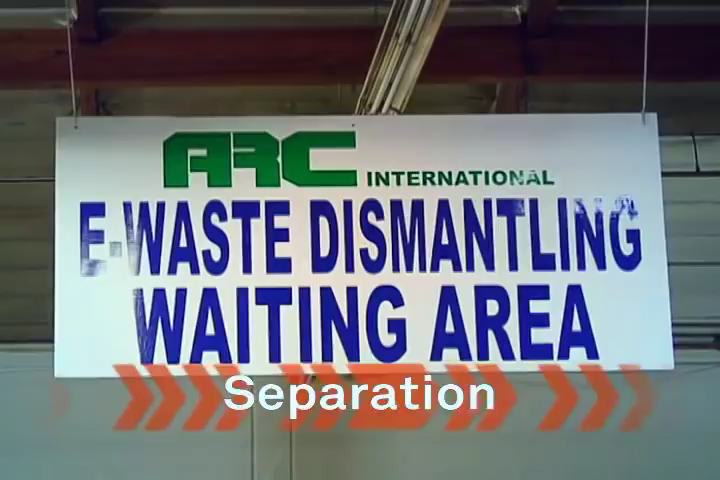 ARC INTERNATIONAL
E-WASTE DISMANTLING
WAITING AREA
Separation